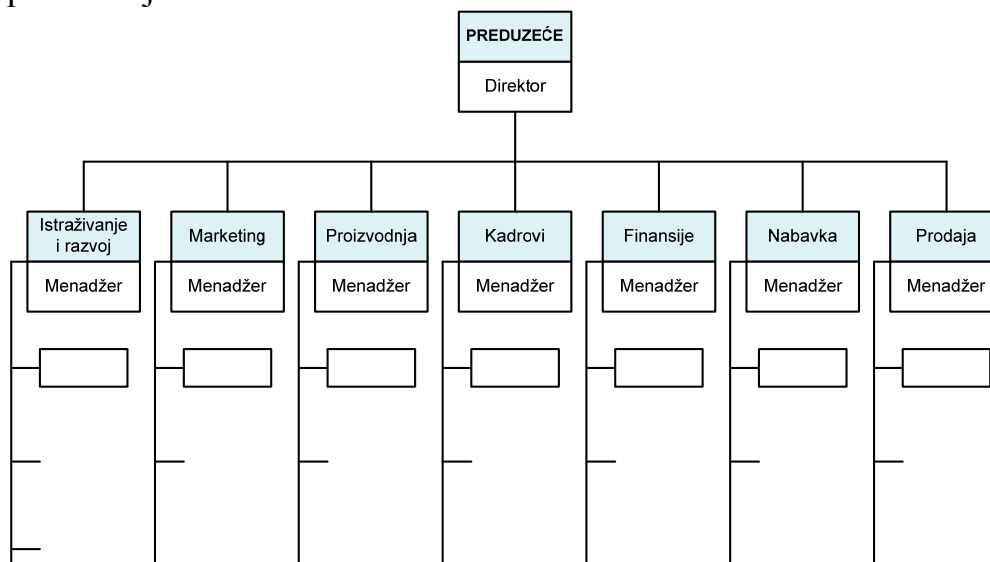 PREDUZEĆE
Direktor
Istraživanje
i razvoj
Marketing
Proizvodnja
Kadrovi
Finansije
Nabavka
Prodaja
Menadžer
Menadžer
Menadžer
Menadžer
Menadžer
Menadžer
Menadžer